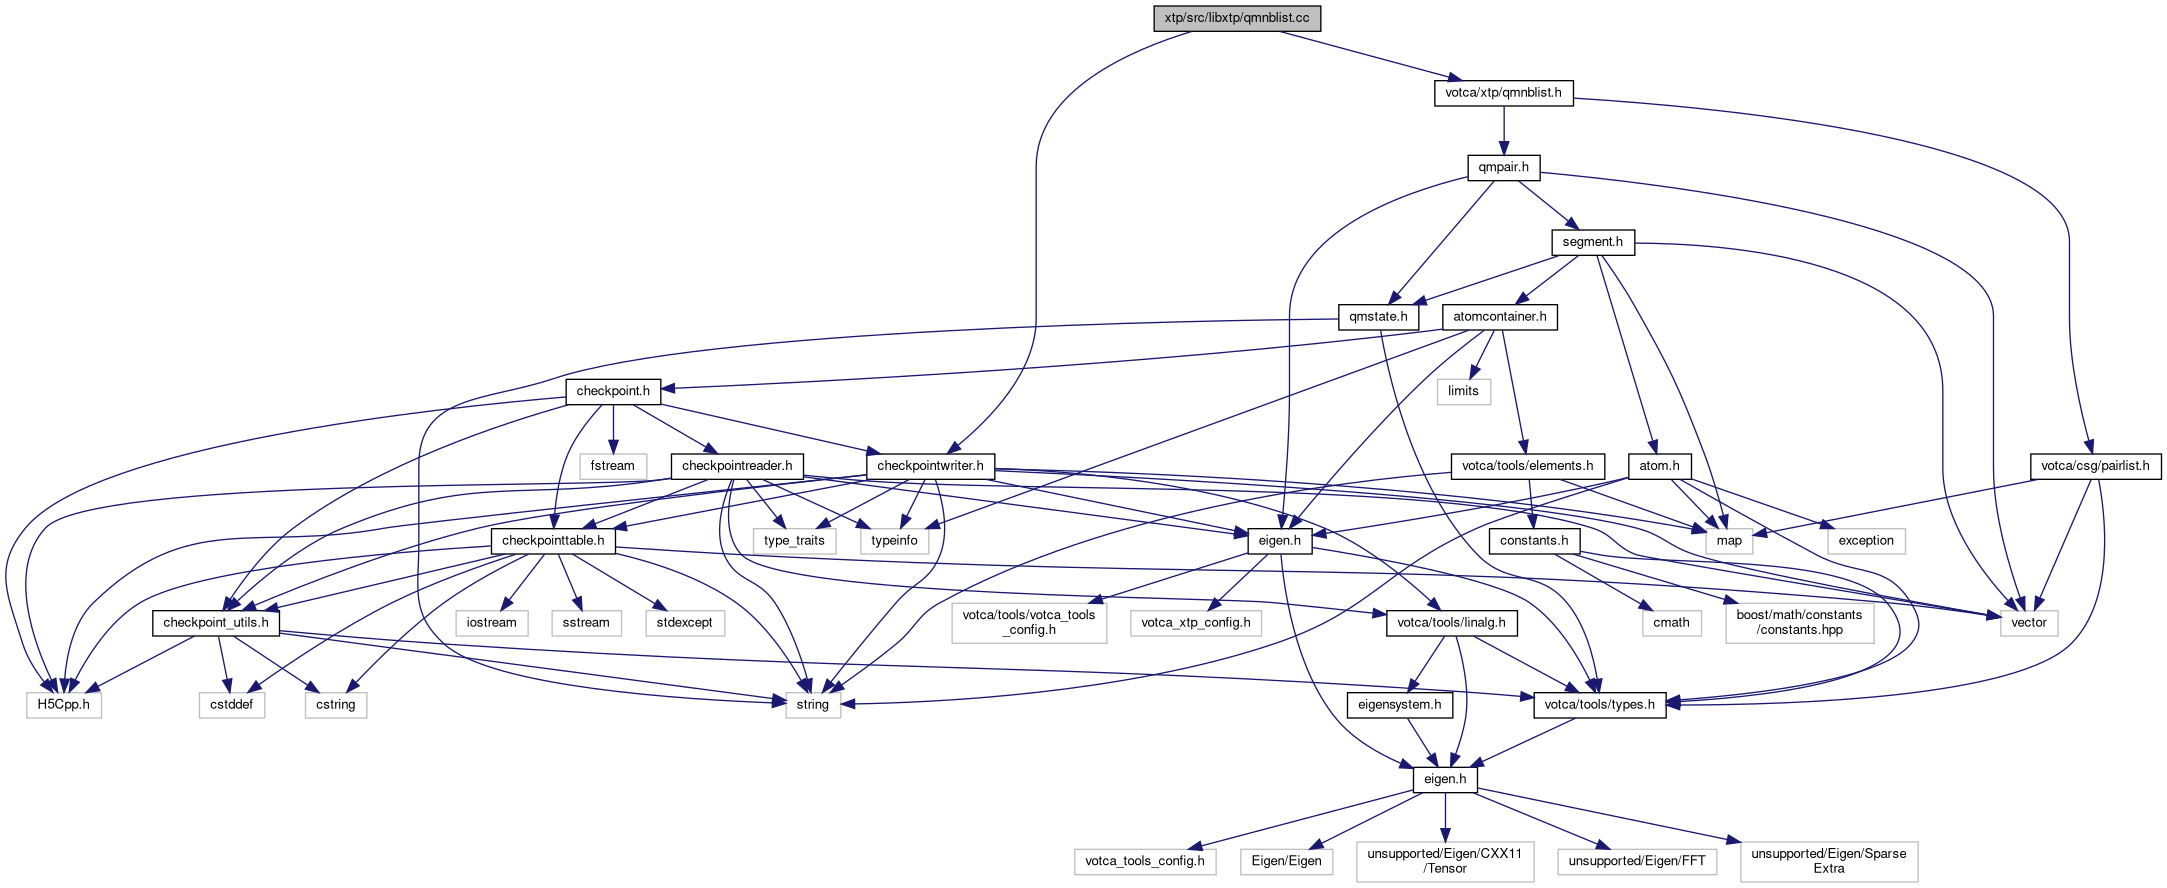 xtp/src/libxtp/qmnblist.cc
votca/xtp/qmnblist.h
qmpair.h
segment.h
qmstate.h
atomcontainer.h
checkpoint.h
limits
fstream
checkpointreader.h
checkpointwriter.h
votca/tools/elements.h
atom.h
votca/csg/pairlist.h
checkpointtable.h
type_traits
typeinfo
eigen.h
constants.h
map
exception
checkpoint_utils.h
iostream
sstream
stdexcept
votca/tools/votca_tools
_config.h
votca_xtp_config.h
votca/tools/linalg.h
cmath
boost/math/constants
/constants.hpp
vector
H5Cpp.h
cstddef
cstring
string
eigensystem.h
votca/tools/types.h
eigen.h
votca_tools_config.h
Eigen/Eigen
unsupported/Eigen/CXX11
/Tensor
unsupported/Eigen/FFT
unsupported/Eigen/Sparse
Extra